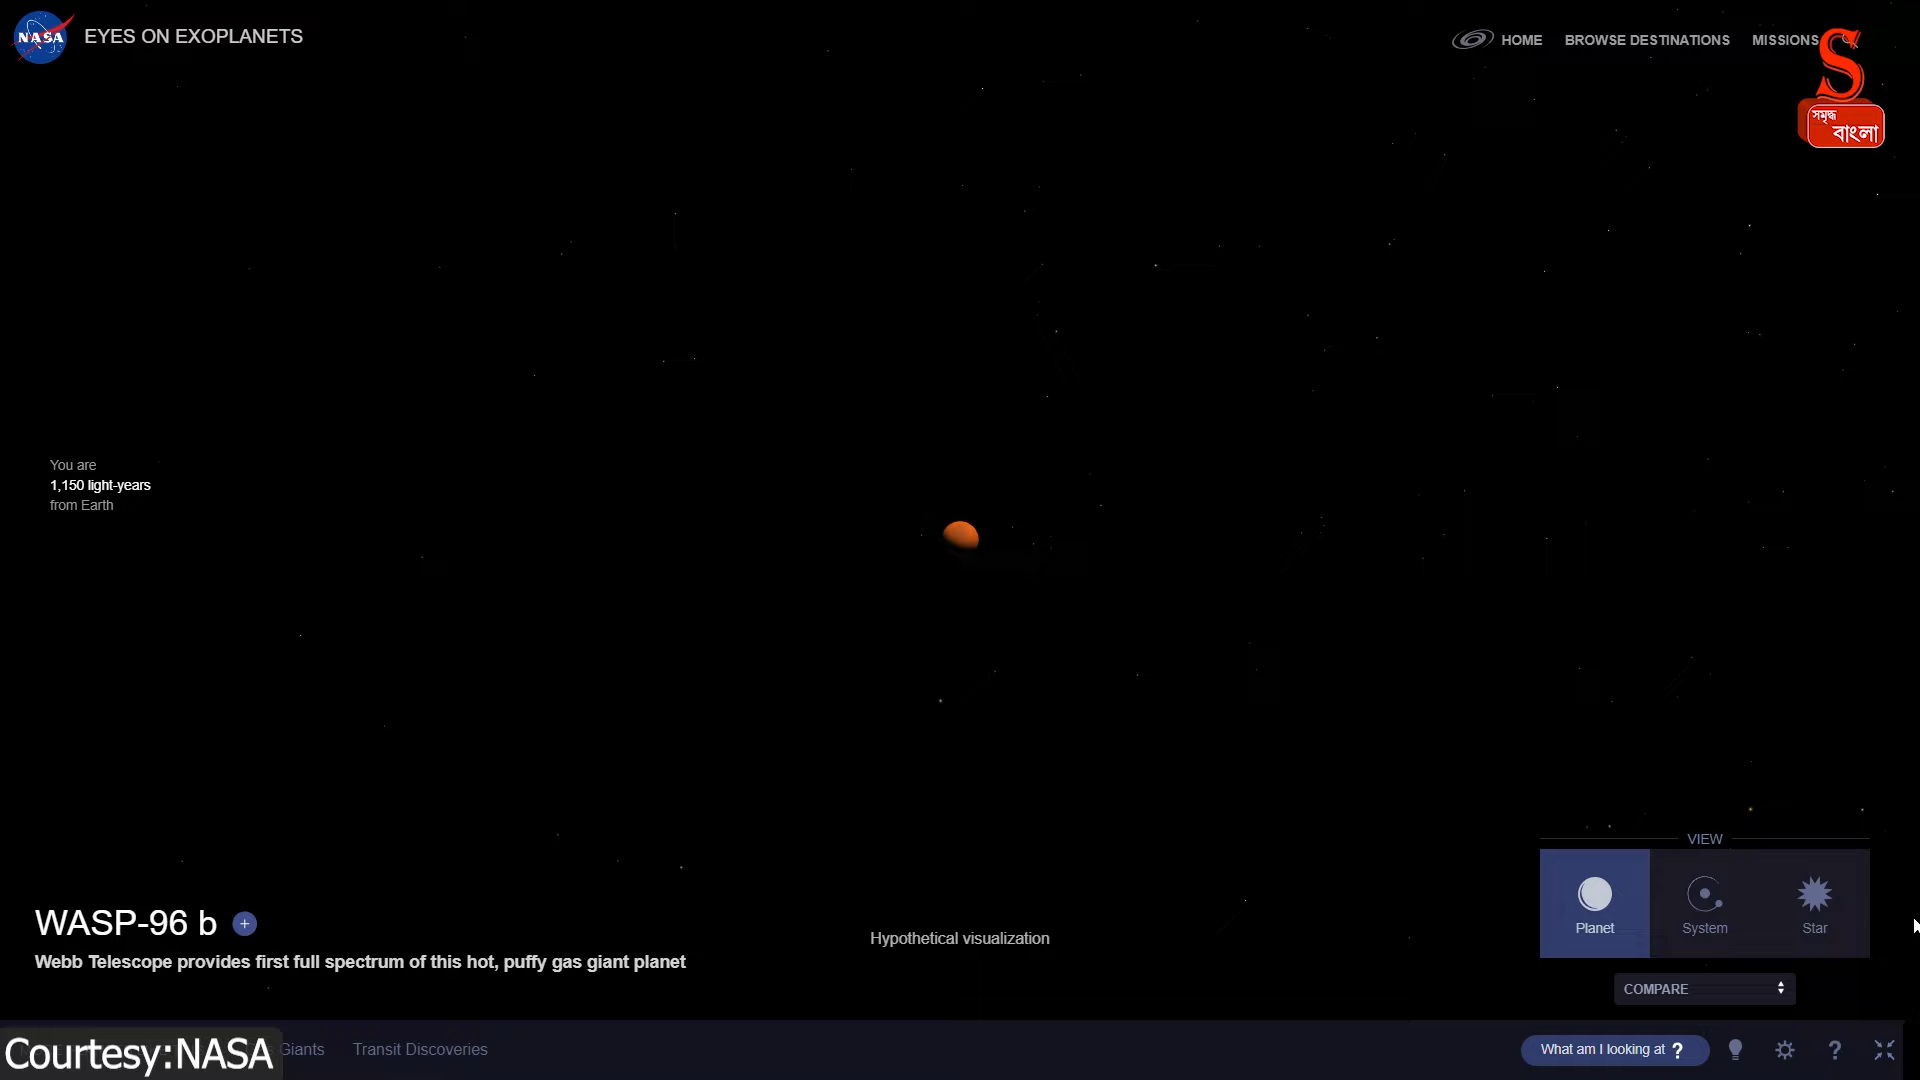 NASA
EYES ON EXOPLANETS
HOME
BROWSE DESTINATIONS
MISSIONS
S
সমৃদ্ধ
বাংলা
You are
1,150 light-years
from Earth
VIEW
Planet
System
Star
WASP-96 b +
Hypothetical visualization
Webb Telescope provides first full spectrum of this hot, puffy gas giant planet
COMPARE
Courtesy:NASA
Giants
Transit Discoveries
What am I looking at ?
?